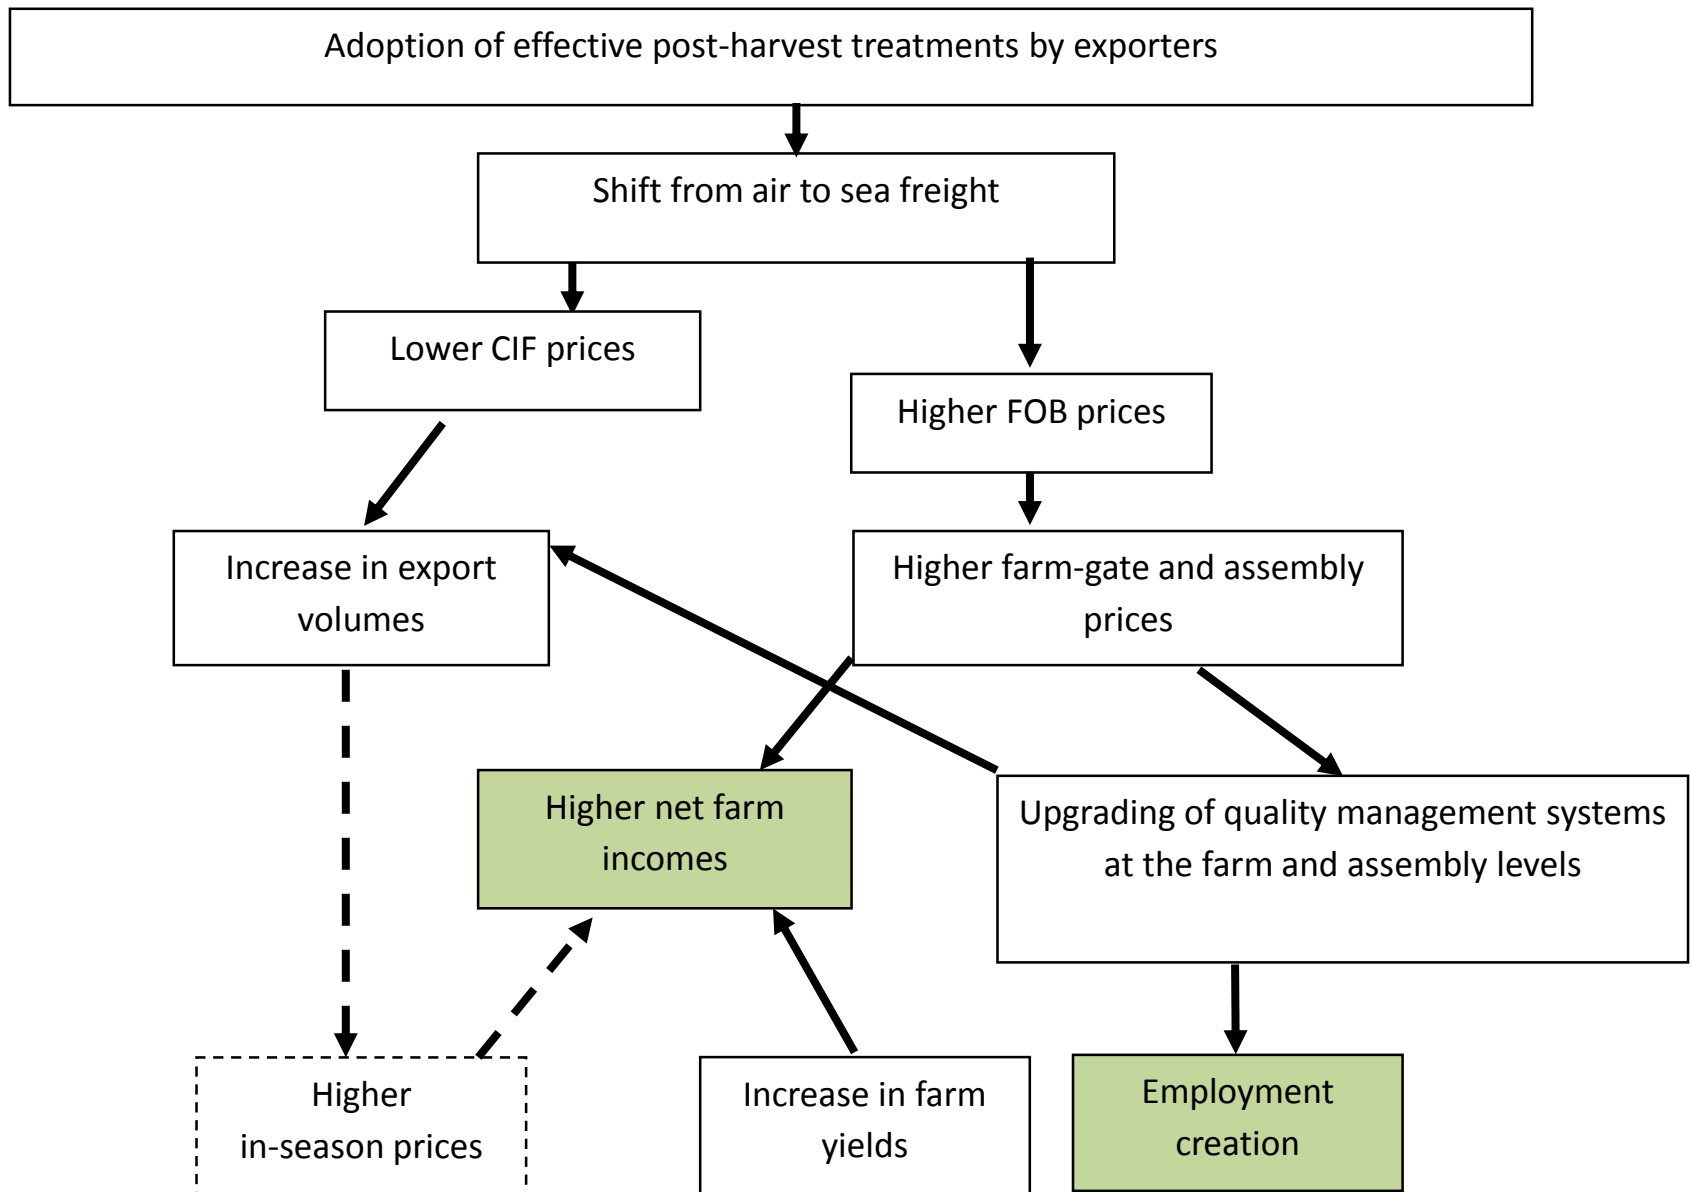 Adoption of effective post-harvest treatments by exporters
Shift from air to sea freight
Lower CIF prices
Higher FOB prices
Increase in export
volumes
Higher farm-gate and assembly
prices
Higher net farm
incomes
Upgrading of quality management systems
at the farm and assembly levels
Higher
in-season prices
Increase in farm
yields
Employment
creation